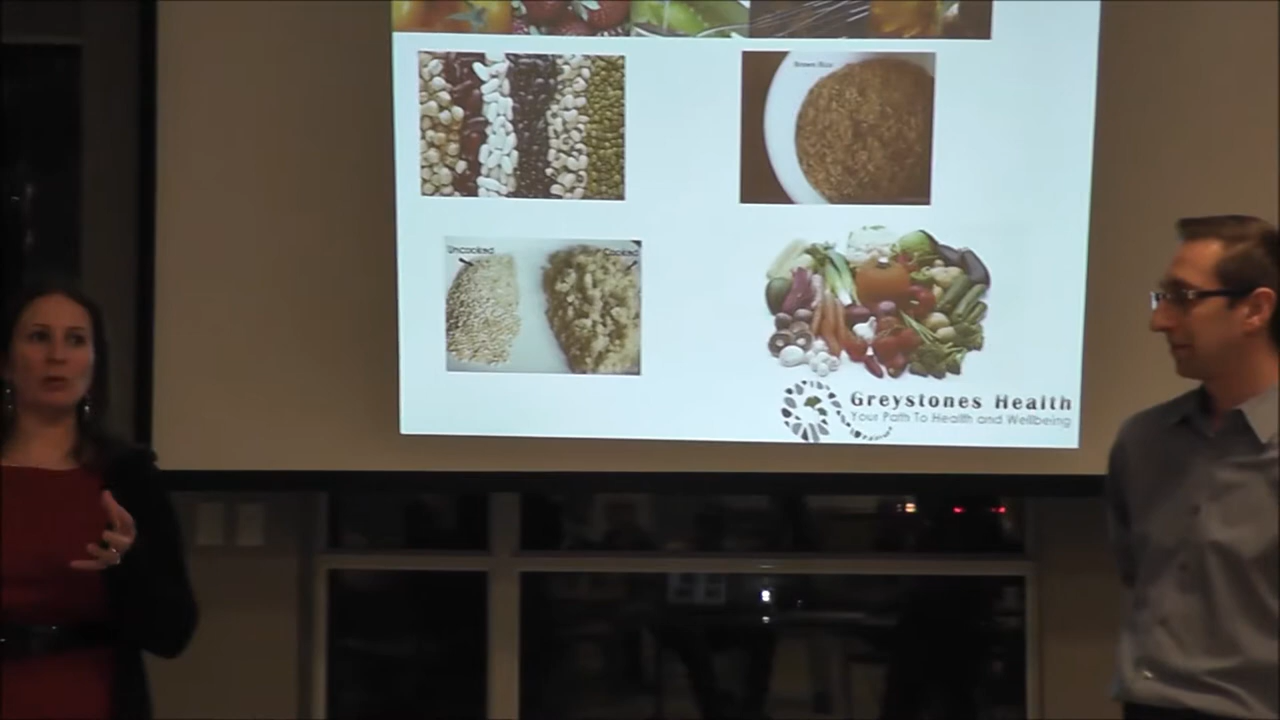 Brown Rice
Uncooked
Cooked
Greystones Health
Your Path To Health and Wellbeing